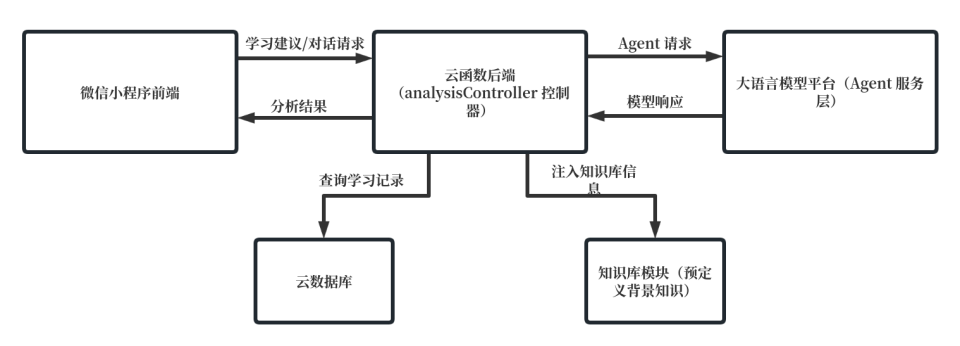 学习建议/对话请求
Agent 请求
微信小程序前端
云函数后端
（analysisController 控制
器）
大语言模型平台（Agent 服务
层）
分析结果
模型响应
查询学习记录
注入知识库信
息
云数据库
知识库模块（预定
义背景知识）